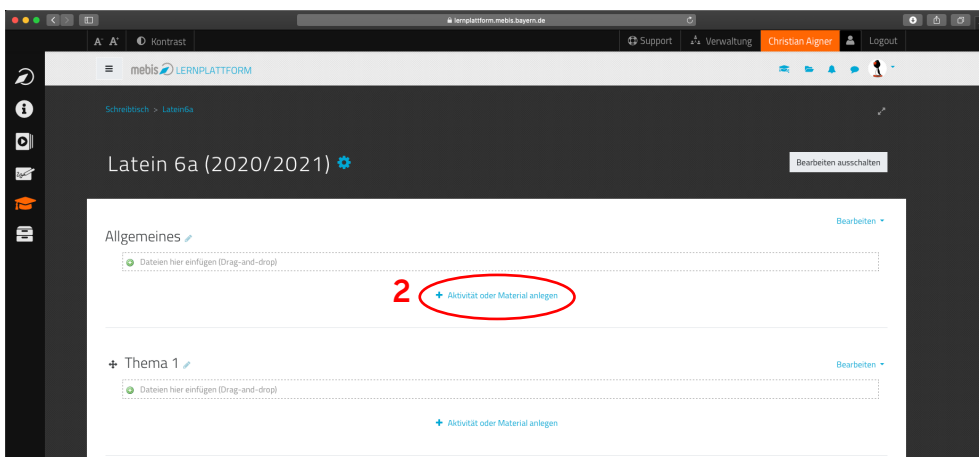 lernplattform.mebis.bayern.de
A- A+ Kontrast Support Verwaltung Christian Aigner Logout
mebis LERNPLATTFORM
Schreibtisch > Latein6a
Latein 6a (2020/2021) Bearbeiten ausschalten
Bearbeiten
Allgemeines
Dateien hier einfügen (Drag-and-drop)
2 + Aktivität oder Material anlegen
Thema 1 Bearbeiten
Dateien hier einfügen (Drag-and-drop)
+ Aktivität oder Material anlegen